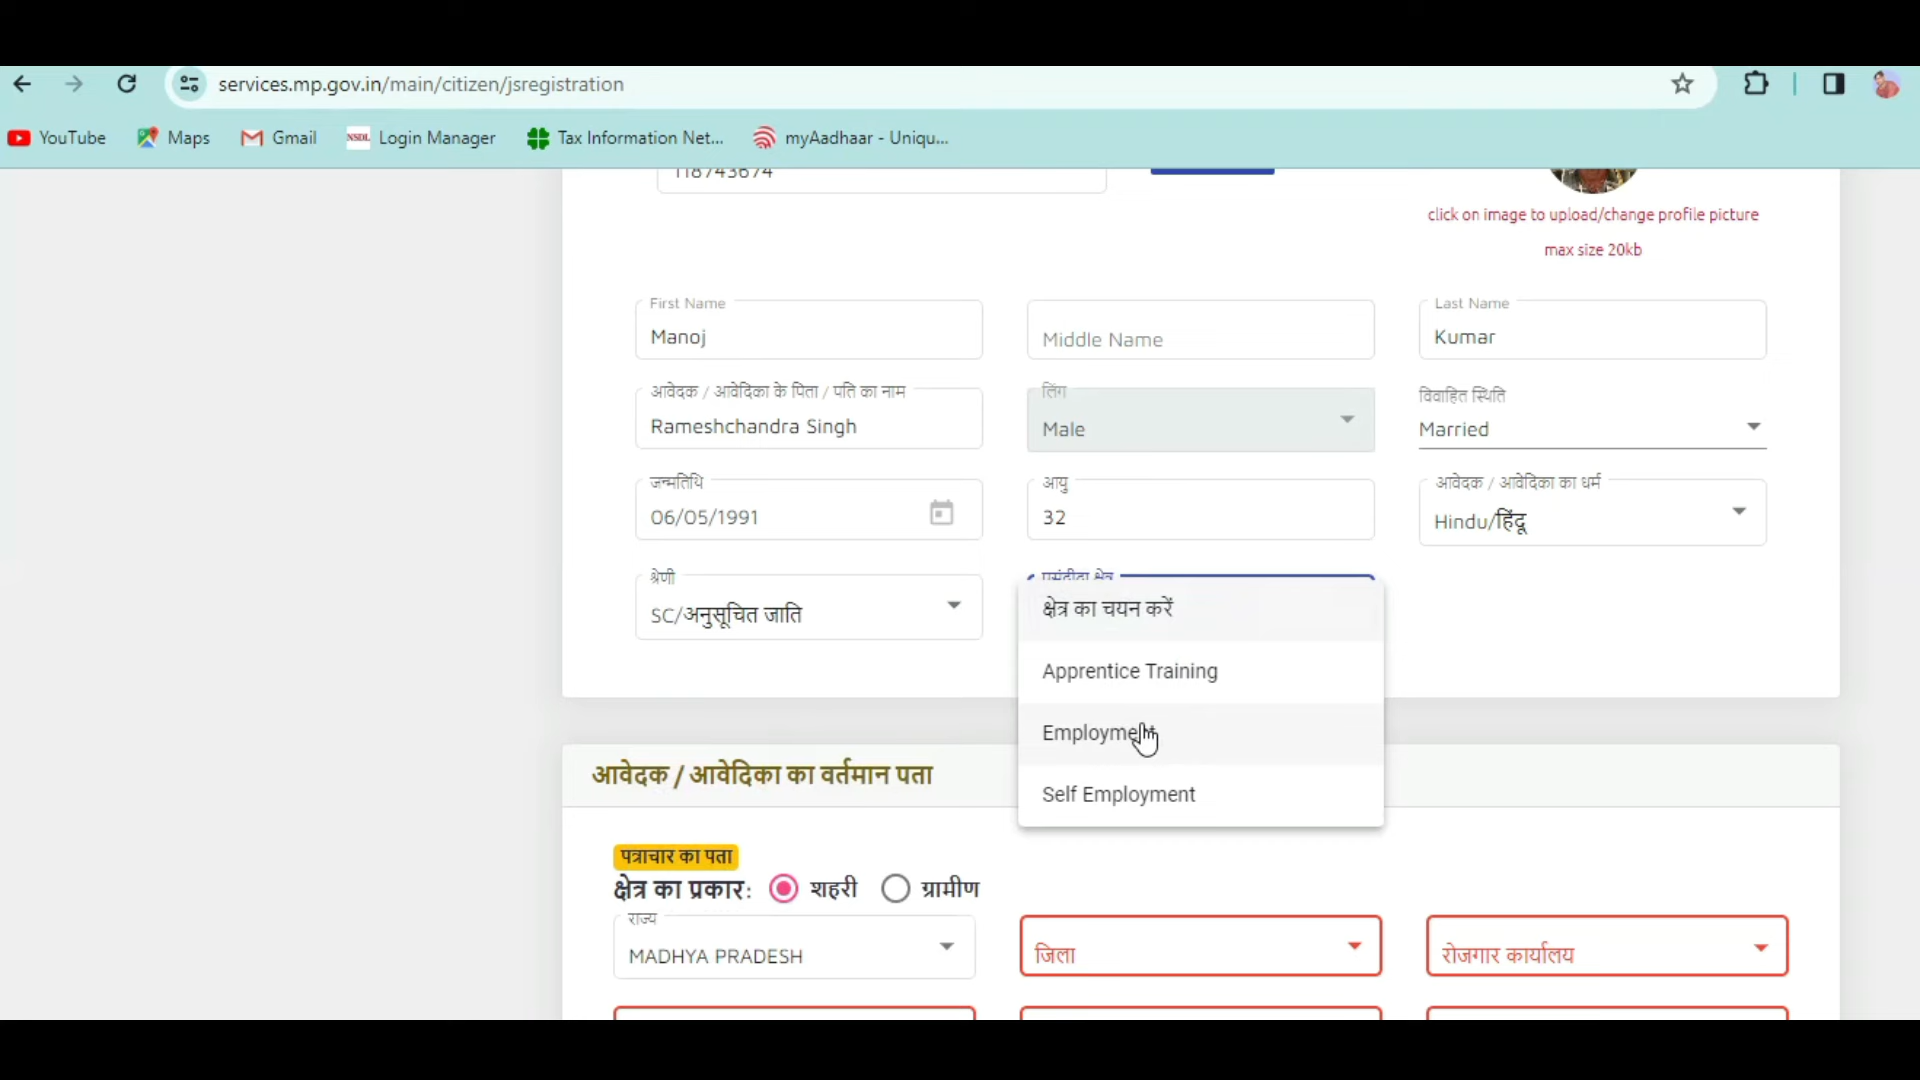 services.mp.gov.in/main/citizen/jsregistration
YouTube
Maps
Gmail
NSDL
Login Manager
Tax Information Net...
myAadhaar - Uniqu...
118743674
click on image to upload/change profile picture
max size 20kb
First Name
Manoj
Middle Name
Last Name
Kumar
आवेदक / आवेदिका के पिता / पति का नाम
Rameshchandra Singh
लिंग
Male
विवाहित स्थिति
Married
जन्मतिथि
06/05/1991
आयु
32
आवेदक / आवेदिका का धर्म
Hindu/हिंदू
श्रेणी
SC/अनुसूचित जाति
पसंदीदा क्षेत्र
क्षेत्र का चयन करें
Apprentice Training
Employment
Self Employment
आवेदक / आवेदिका का वर्तमान पता
पत्राचार का पता
क्षेत्र का प्रकार: शहरी ग्रामीण
राज्य
MADHYA PRADESH
जिला
रोजगार कार्यालय